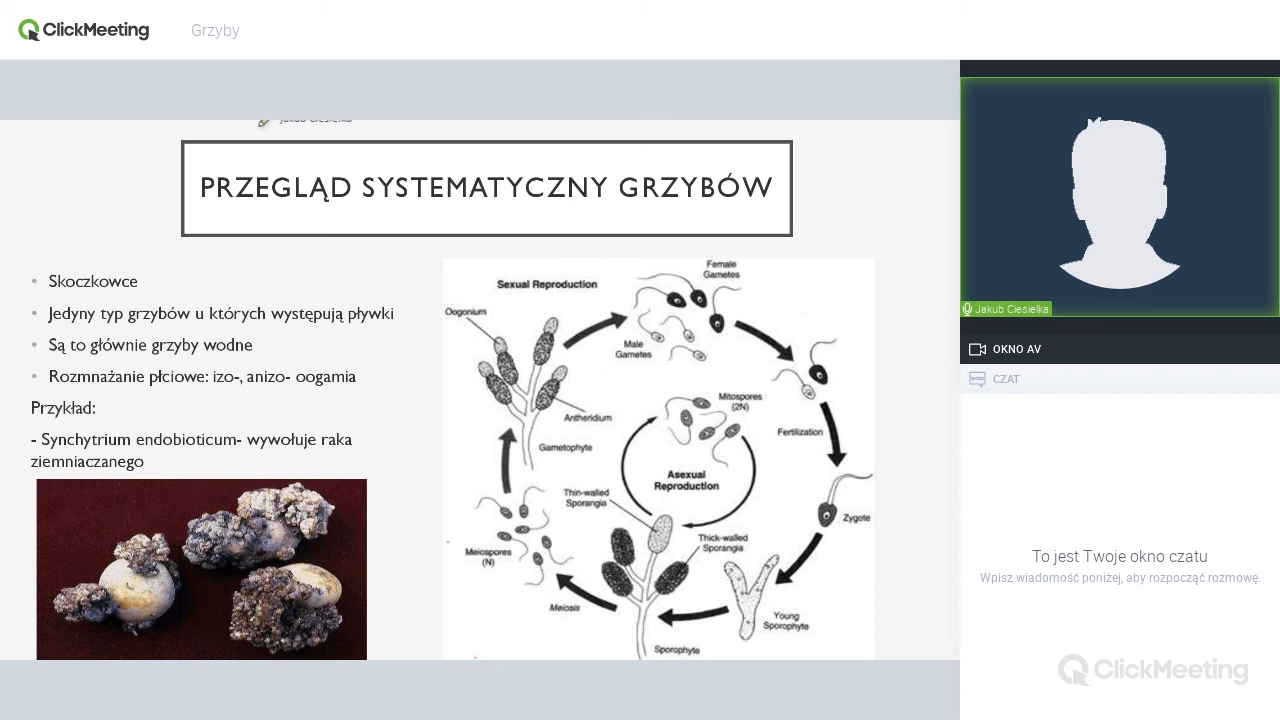 ClickMeeting
Grzyby
Jakub Ciesielka
PRZEGLĄD SYSTEMATYCZNY GRZYBÓW
• Skoczkowce
• Jedyny typ grzybów u których występują pływki
• Są to głównie grzyby wodne
• Rozmnażanie płciowe: izo-, anizo- oogamia
Przykład:
- Synchytrium endobioticum- wywołuje raka
ziemniaczanego
Sexual Reproduction
Female
Gametes
Oogonium
Male
Gametes
Antheridium
Gametophyte
Mitospores
(2N)
Fertilization
Asexual
Reproduction
Thin-walled
Sporangia
Zygote
Thick-walled
Sporangia
Meiospores
(N)
Meiosis
Young
Sporophyte
Sporophyte
Jakub Ciesielka
OKNO AV
CZAT
To jest Twoje okno czatu
Wpisz wiadomość poniżej, aby rozpocząć rozmowę.
ClickMeeting